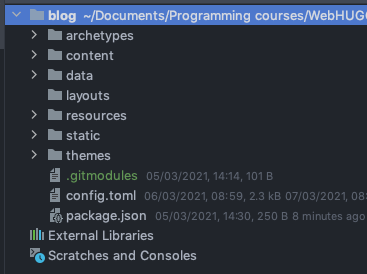 blog ~/Documents/Programming courses/WebHUGO
archetypes
content
data
layouts
resources
static
themes
.gitmodules 05/03/2021, 14:14, 101 B
config.toml 06/03/2021, 08:59, 2.3 kB 07/03/2021, 08:5
package.json 05/03/2021, 14:30, 250 B 8 minutes ago
External Libraries
Scratches and Consoles